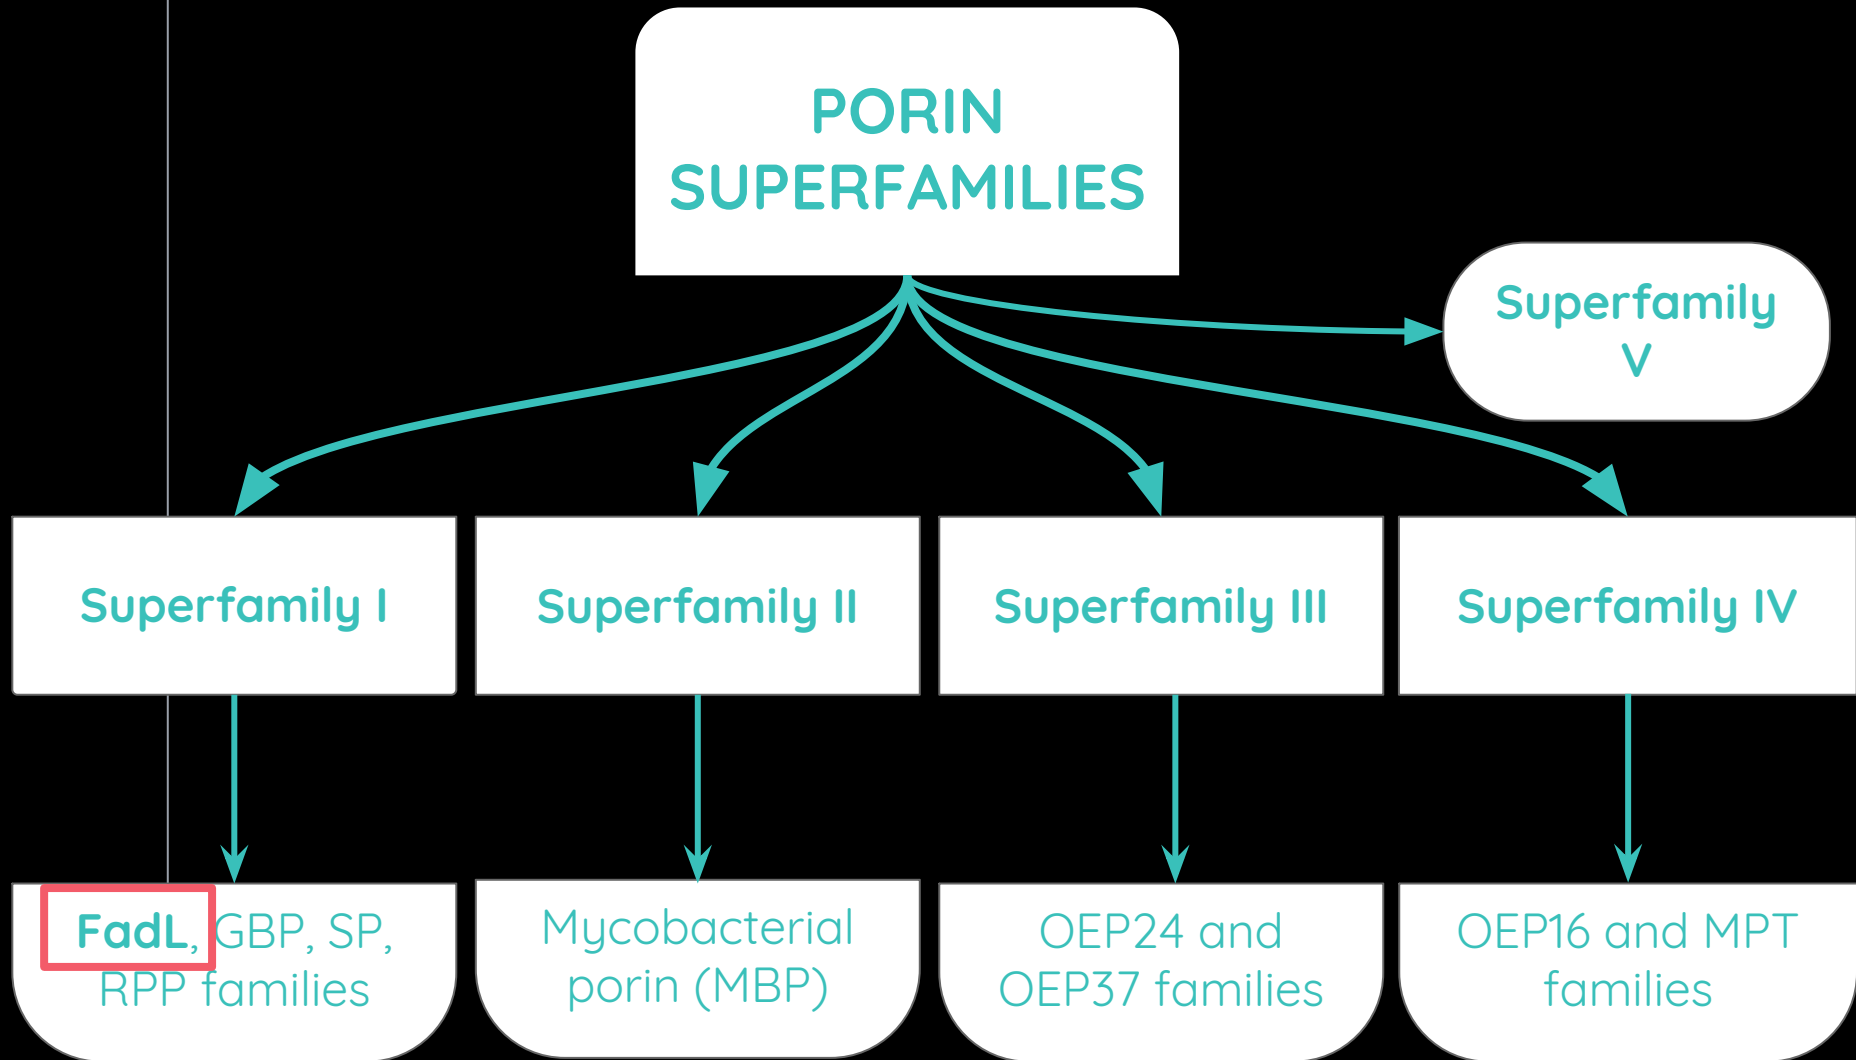 PORIN
SUPERFAMILIES
Superfamily
V
Superfamily I
Superfamily II
Superfamily III
Superfamily IV
FadL, GBP, SP,
RPP families
Mycobacterial
porin (MBP)
OEP24 and
OEP37 families
OEP16 and MPT
families